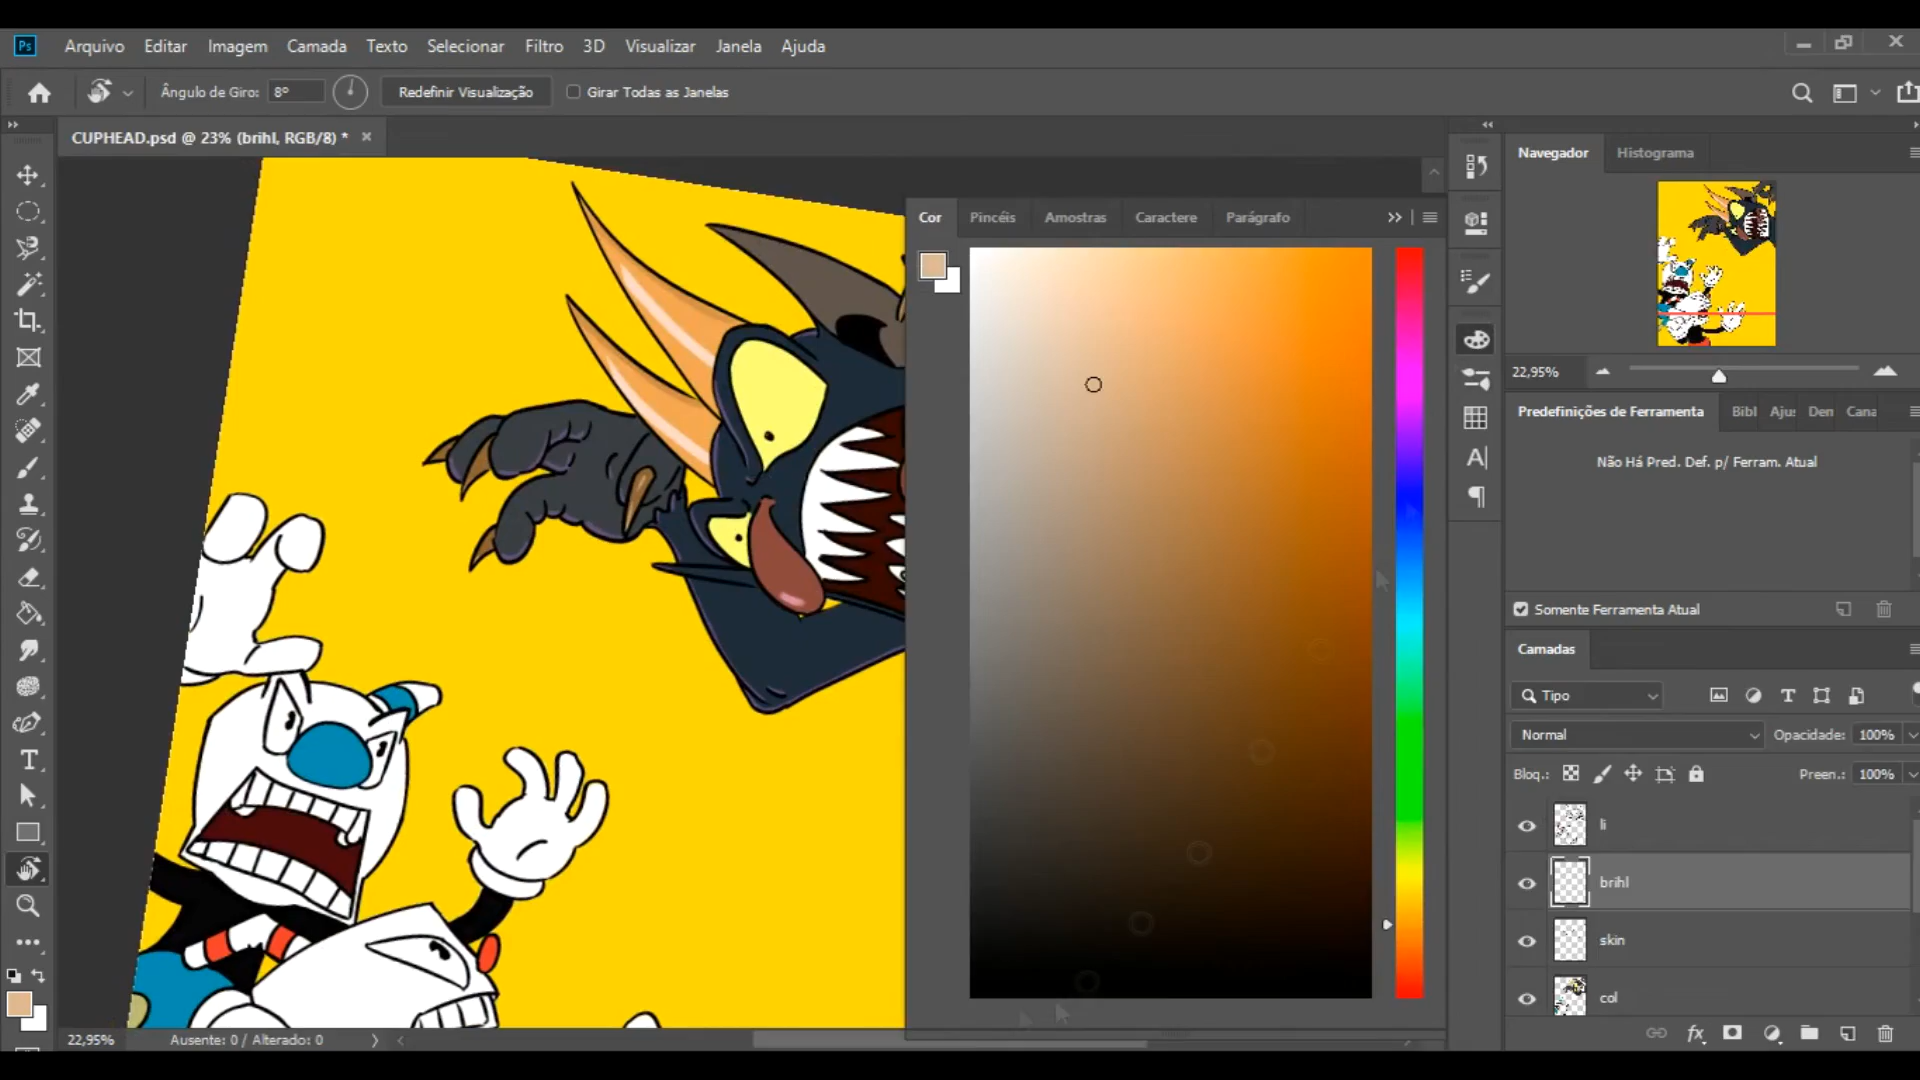 Ps Arquivo Editar Imagem Camada Texto Selecionar Filtro 3D Visualizar Janela Ajuda
Ângulo de Giro: 8° Redefinir Visualização Girar Todas as Janelas
CUPHEAD.psd @ 23% (brihl, RGB/8) *
Cor Pincéis Amostras Caractere Parágrafo
Navegador Histograma
22,95%
Predefinições de Ferramenta Bibl Aju Den Cana
Não Há Pred. Def. p/ Ferram. Atual
Somente Ferramenta Atual
Camadas
Tipo
Normal Opacidade: 100%
Bloq.: Preen.: 100%
li
brihl
skin
col
22,95% Ausente: 0 / Alterado: 0